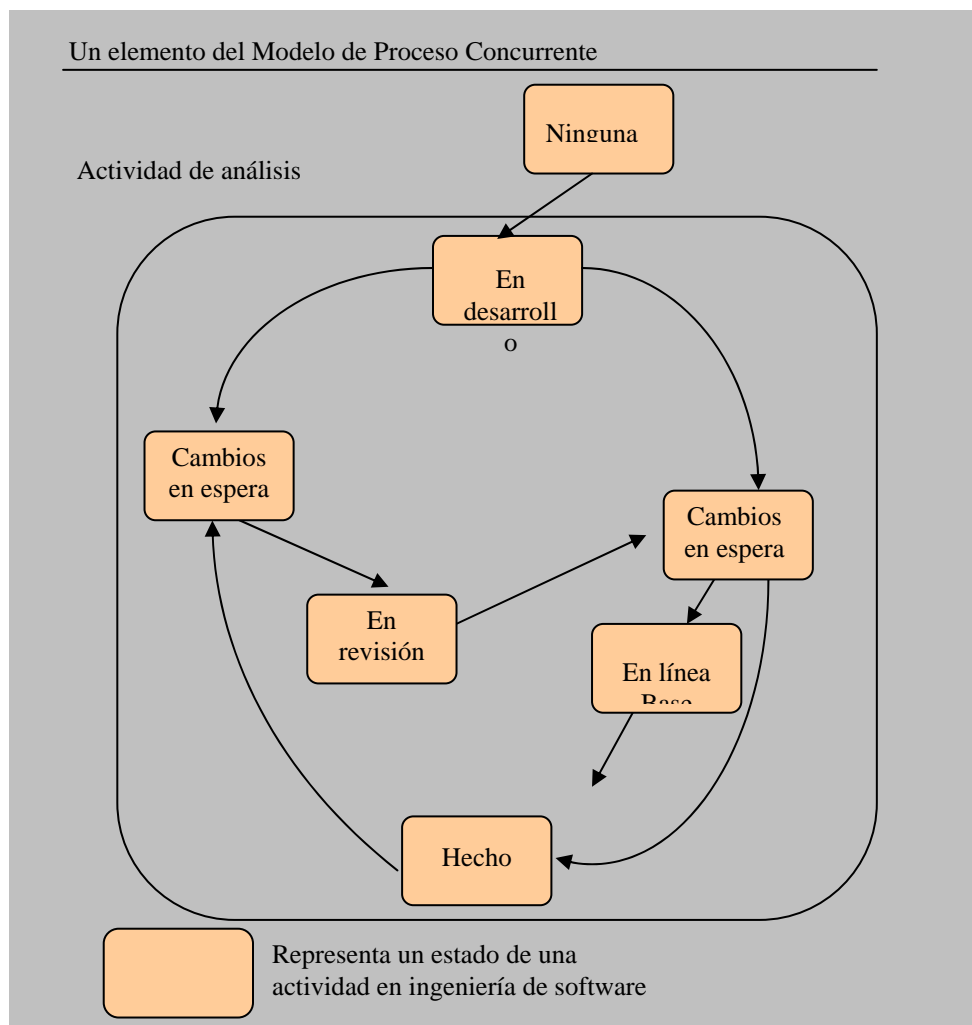 Un elemento del Modelo de Proceso Concurrente
Ninguna
Actividad de análisis
En
desarroll
o
Cambios
en espera
Cambios
en espera
En
revisión
En línea
Base
Hecho
Representa un estado de una
actividad en ingeniería de software